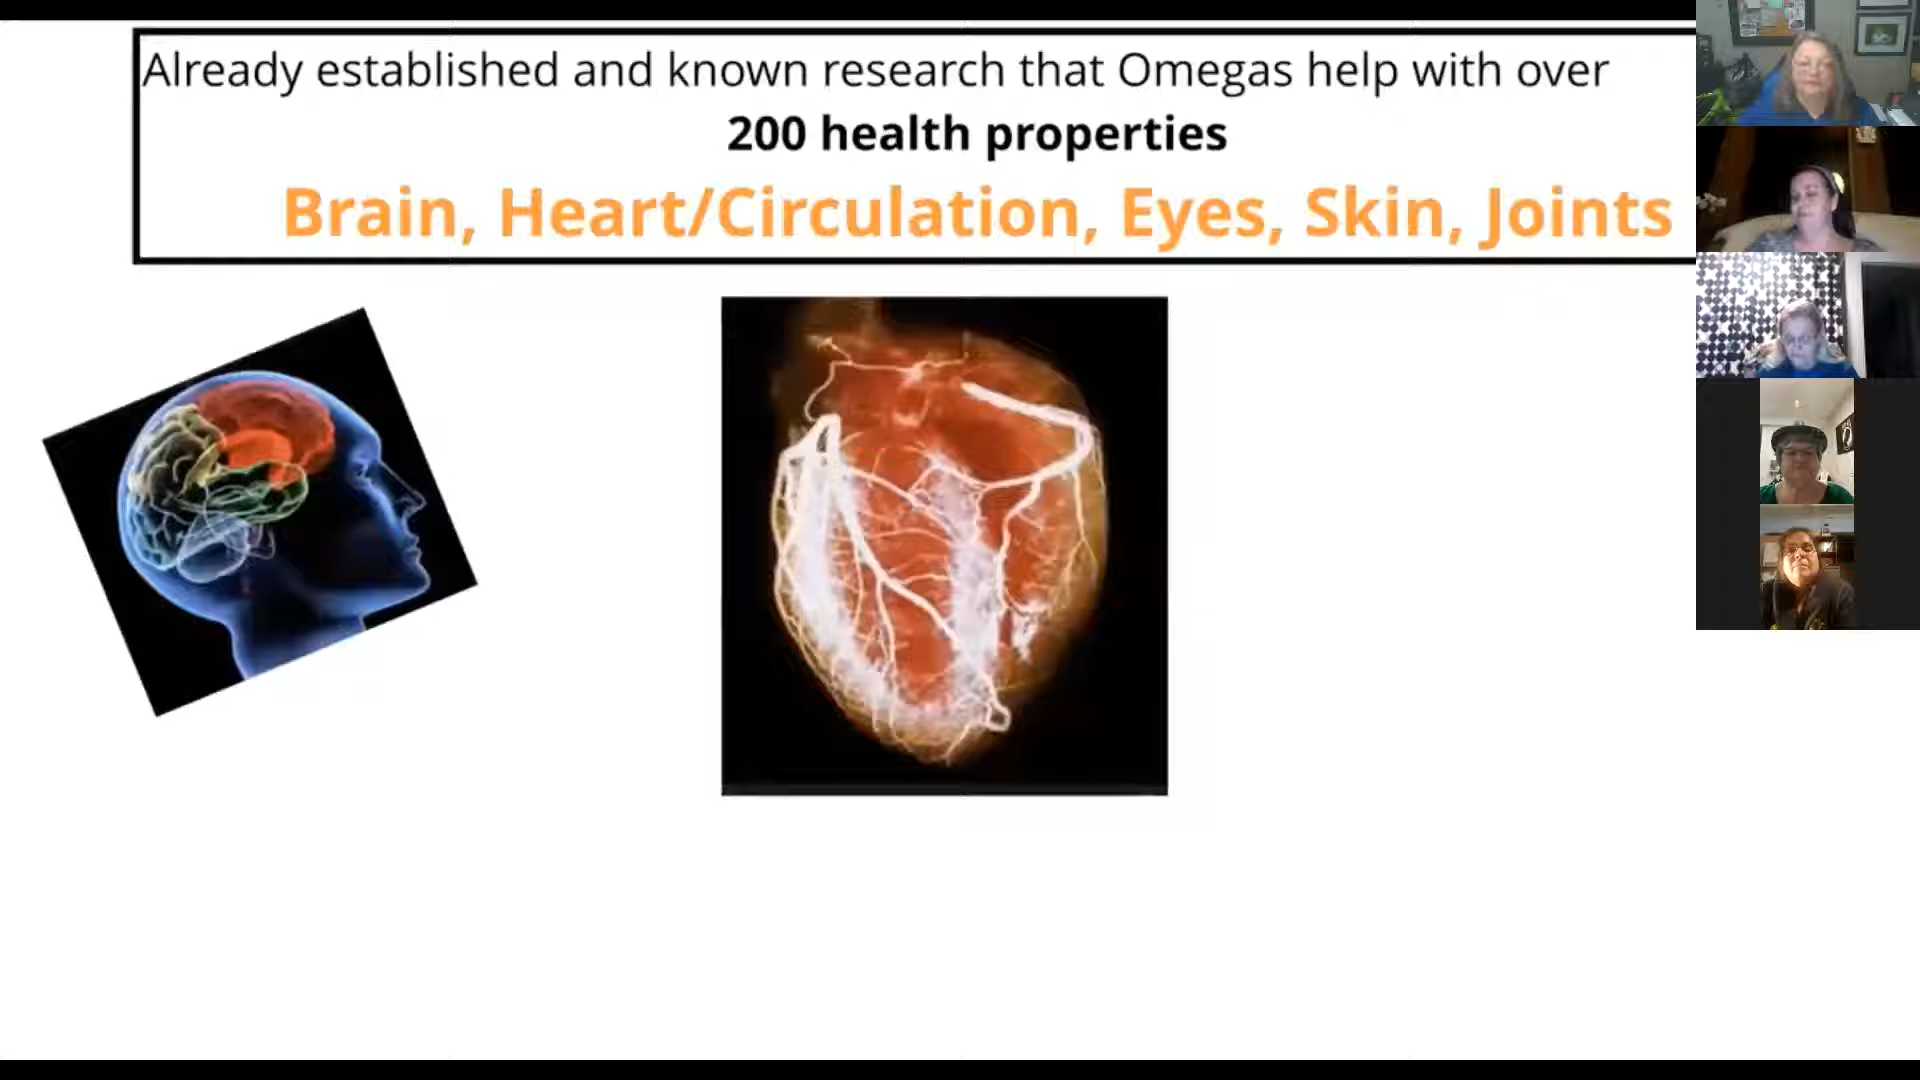 Already established and known research that Omegas help with over
200 health properties
Brain, Heart/Circulation, Eyes, Skin, Joints